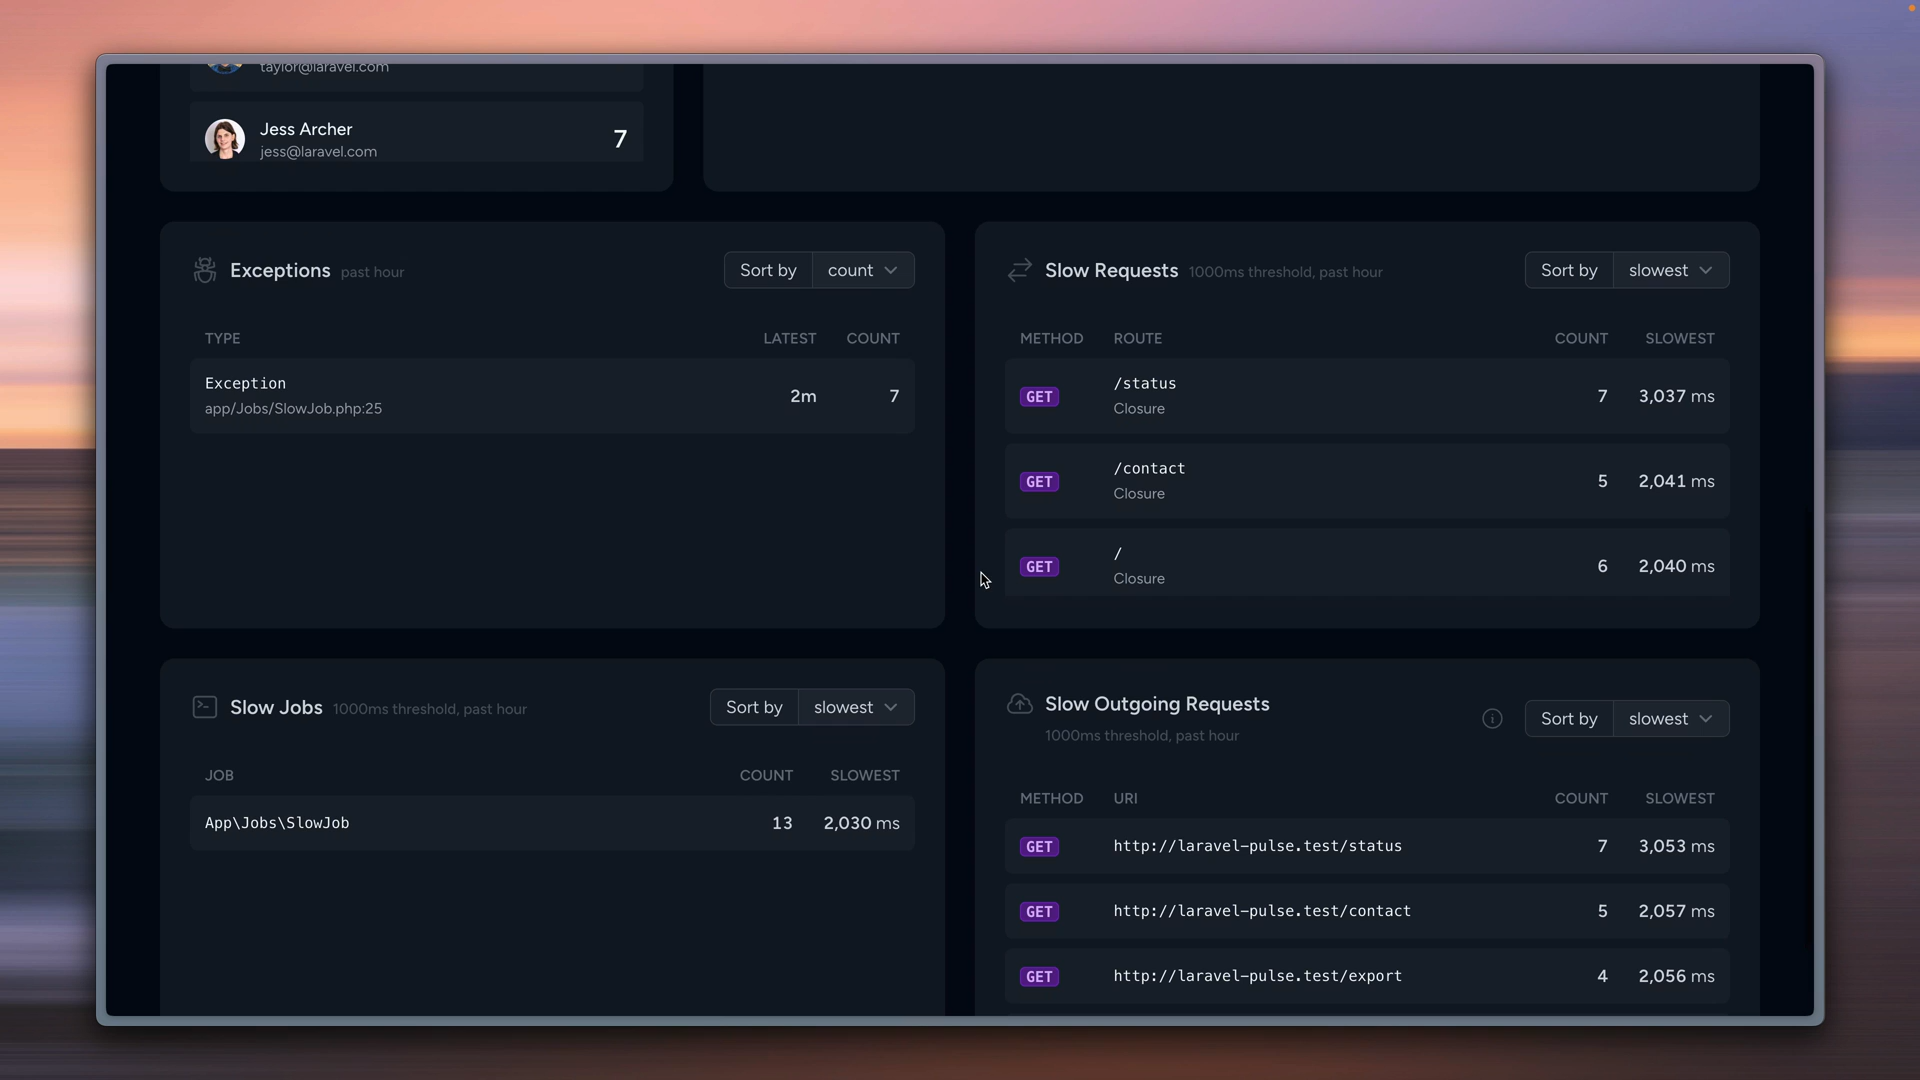 taylor@laravel.com
Jess Archer
jess@laravel.com
7
Exceptions past hour
Sort by count
TYPE LATEST COUNT
Exception
app/Jobs/SlowJob.php:25
2m 7
Slow Requests 1000ms threshold, past hour
Sort by slowest
METHOD ROUTE COUNT SLOWEST
GET /status 7 3,037 ms
Closure
GET /contact 5 2,041 ms
Closure
GET / 6 2,040 ms
Closure
Slow Jobs 1000ms threshold, past hour
Sort by slowest
JOB COUNT SLOWEST
App\Jobs\SlowJob 13 2,030 ms
Slow Outgoing Requests
1000ms threshold, past hour
Sort by slowest
METHOD URI COUNT SLOWEST
GET http://laravel-pulse.test/status 7 3,053 ms
GET http://laravel-pulse.test/contact 5 2,057 ms
GET http://laravel-pulse.test/export 4 2,056 ms